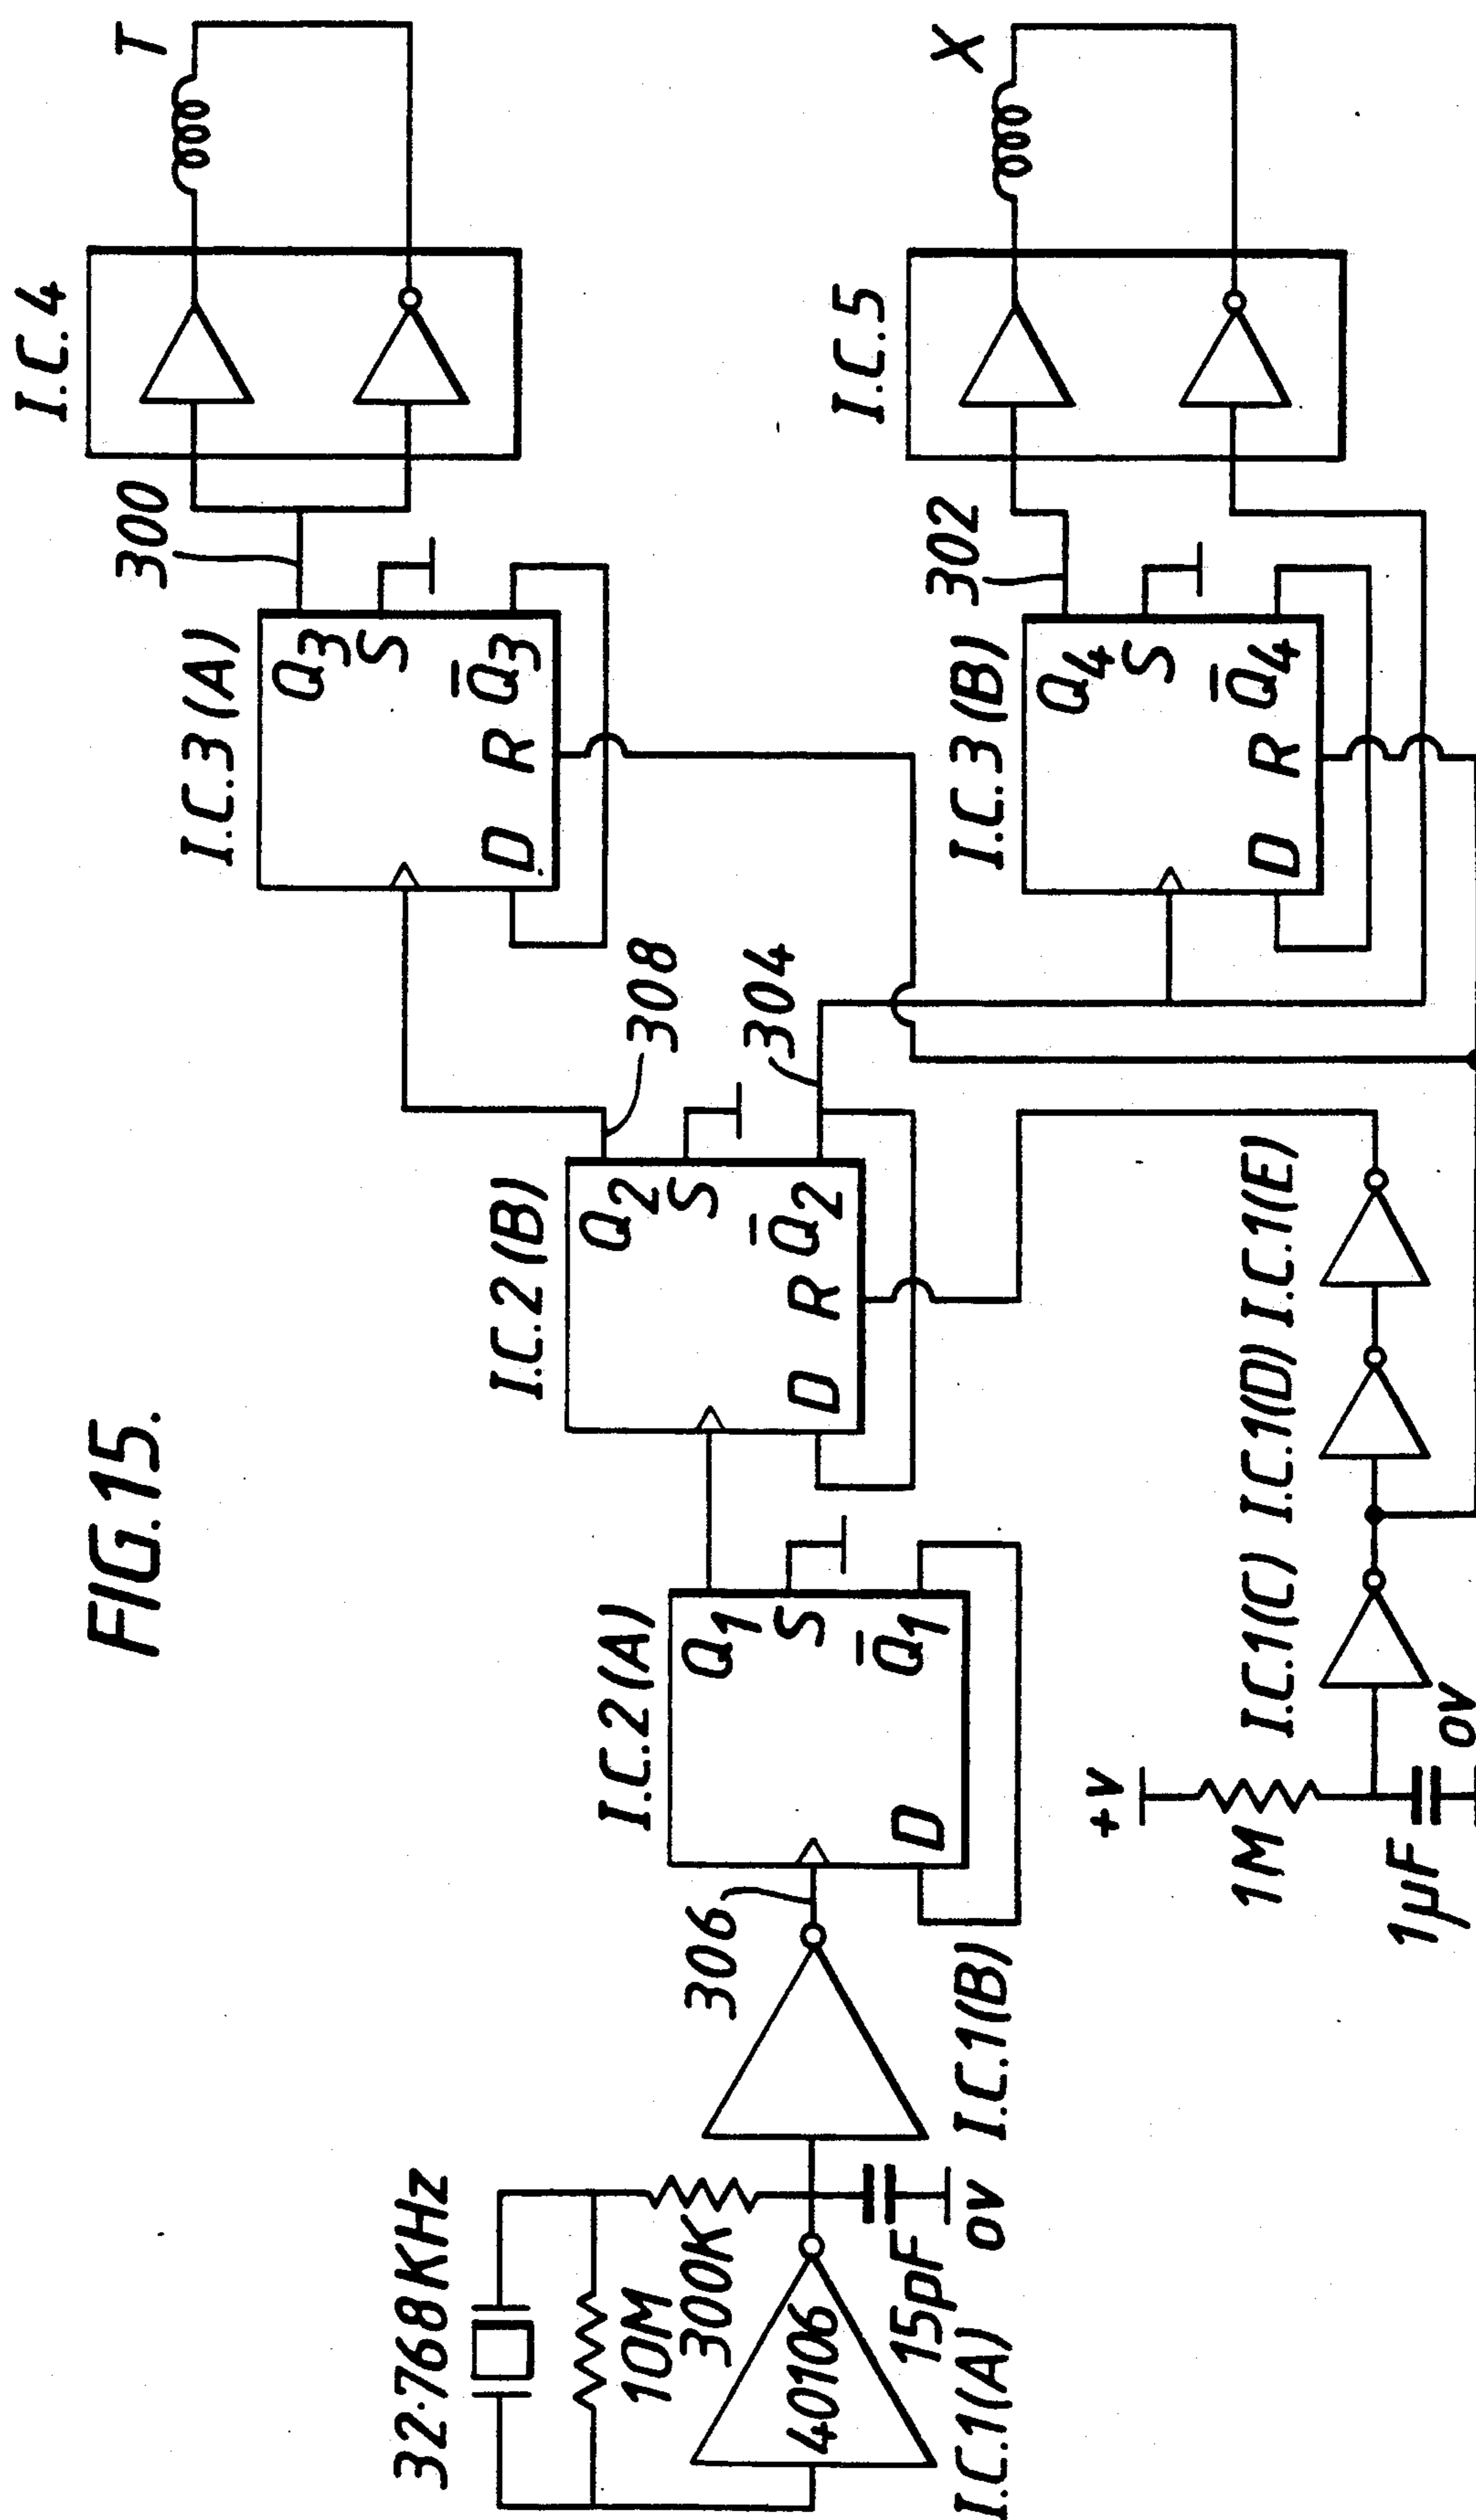 FIG.15.
32·768KHz
10M
300K
40106
15pF
0V
I.C.1(A)
306
I.C.1(B)
I.C.2(A)
Q1
S
Q̅1
D
I.C.2(B)
Q2
S
Q̅2
D R
308
304
I.C.3(A)
Q3
S
Q̅3
D R
300
I.C.4
T
I.C.3(B)
Q4
S
Q̅4
D R
302
I.C.5
X
+V
1M
1µF
0V
I.C.1(C) I.C.1(D) I.C.1(E)